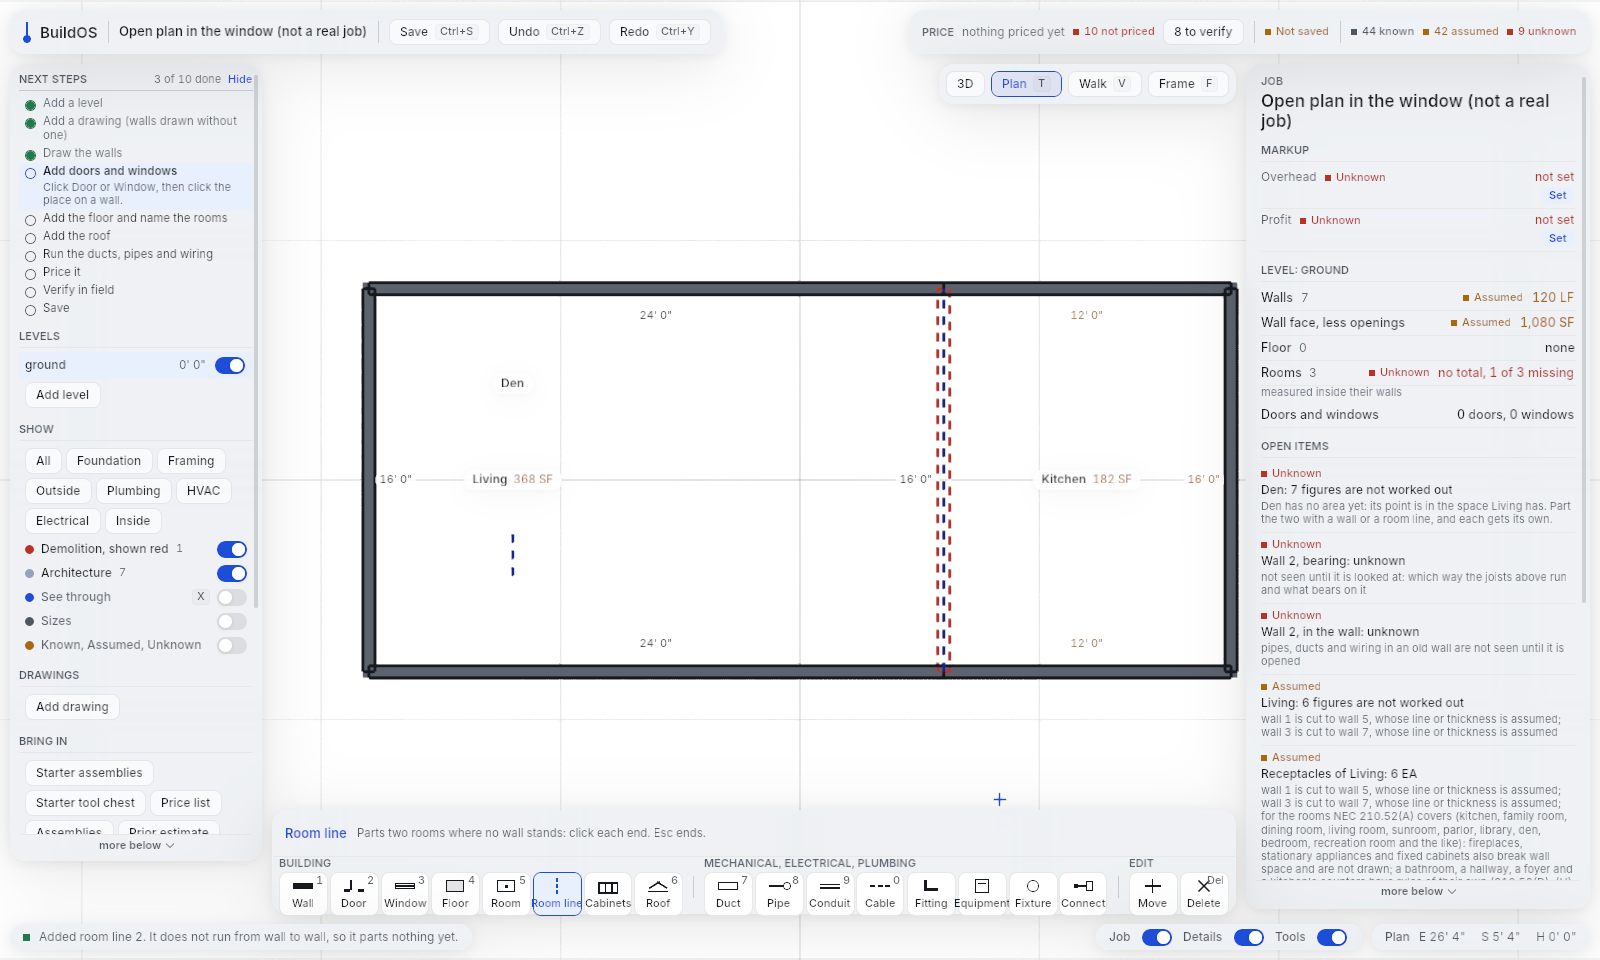 BuildOS
Open plan in the window (not a real job)
Save Ctrl+S
Undo Ctrl+Z
Redo Ctrl+Y
PRICE nothing priced yet
10 not priced
8 to verify
Not saved
44 known
42 assumed
9 unknown
3D
Plan T
Walk V
Frame F
NEXT STEPS
3 of 10 done Hide
Add a level
Add a drawing (walls drawn without
one)
Draw the walls
Add doors and windows
Click Door or Window, then click the
place on a wall.
Add the floor and name the rooms
Add the roof
Run the ducts, pipes and wiring
Price it
Verify in field
Save
LEVELS
ground 0' 0"
Add level
SHOW
All Foundation Framing
Outside Plumbing HVAC
Electrical Inside
Demolition, shown red 1
Architecture 7
See through X
Sizes
Known, Assumed, Unknown
DRAWINGS
Add drawing
BRING IN
Starter assemblies
Starter tool chest Price list
Assemblies Prior estimate
more below
24' 0"
12' 0"
Den
16' 0"
Living 368 SF
16' 0"
Kitchen 182 SF
16' 0"
24' 0"
12' 0"
Room line Parts two rooms where no wall stands: click each end. Esc ends.
BUILDING
Wall 1
Door 2
Window 3
Floor 4
Room 5
Room line
Cabinets
Roof 6
MECHANICAL, ELECTRICAL, PLUMBING
Duct 7
Pipe 8
Conduit 9
Cable 0
Fitting
Equipment
Fixture
Connect
EDIT
Move
Delete Del
JOB
Open plan in the window (not a real
job)
MARKUP
Overhead Unknown not set
Set
Profit Unknown not set
Set
LEVEL: GROUND
Walls 7 Assumed 120 LF
Wall face, less openings Assumed 1,080 SF
Floor 0 none
Rooms 3 Unknown no total, 1 of 3 missing
measured inside their walls
Doors and windows 0 doors, 0 windows
OPEN ITEMS
Unknown
Den: 7 figures are not worked out
Den has no area yet: its point is in the space Living has. Part
the two with a wall or a room line, and each gets its own.
Unknown
Wall 2, bearing: unknown
not seen until it is looked at: which way the joists above run
and what bears on it
Unknown
Wall 2, in the wall: unknown
pipes, ducts and wiring in an old wall are not seen until it is
opened
Assumed
Living: 6 figures are not worked out
wall 1 is cut to wall 5, whose line or thickness is assumed;
wall 3 is cut to wall 7, whose line or thickness is assumed
Assumed
Receptacles of Living: 6 EA
wall 1 is cut to wall 5, whose line or thickness is assumed;
wall 3 is cut to wall 7, whose line or thickness is assumed;
for the rooms NEC 210.52(A) covers (kitchen, family room,
dining room, living room, sunroom, parlor, library, den,
bedroom, recreation room and the like): fireplaces,
stationary appliances and fixed cabinets also break wall
space and are not drawn; a bathroom, a hallway, a foyer and
more below
Added room line 2. It does not run from wall to wall, so it parts nothing yet.
Job Details Tools
Plan E 26' 4" S 5' 4" H 0' 0"